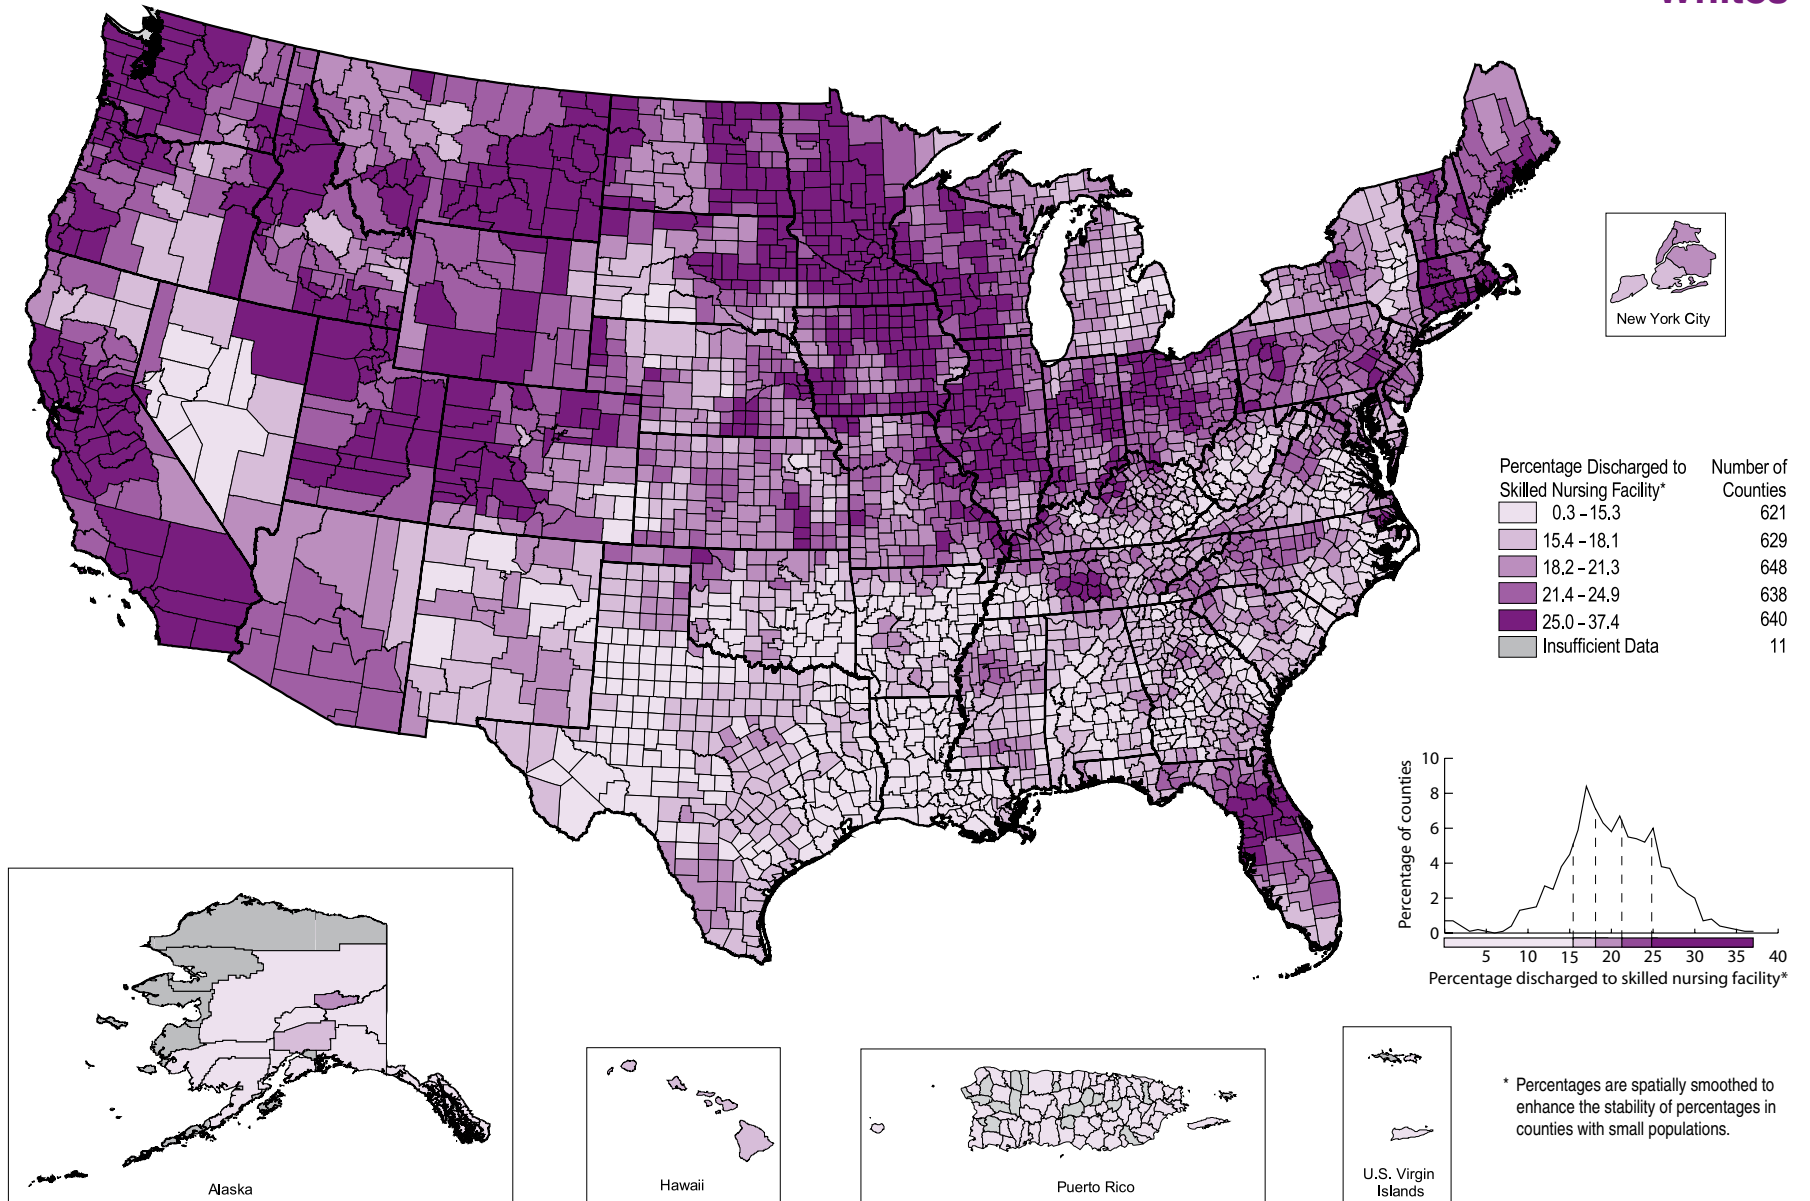 Whites
New York City
Percentage Discharged to Skilled Nursing Facility* Number of Counties
0.3 – 15.3 621
15.4 – 18.1 629
18.2 – 21.3 648
21.4 – 24.9 638
25.0 – 37.4 640
Insufficient Data 11
Percentage of counties
10
8
6
4
2
0
5 10 15 20 25 30 35 40
Percentage discharged to skilled nursing facility*
Alaska
Hawaii
Puerto Rico
U.S. Virgin
Islands
* Percentages are spatially smoothed to
enhance the stability of percentages in
counties with small populations.